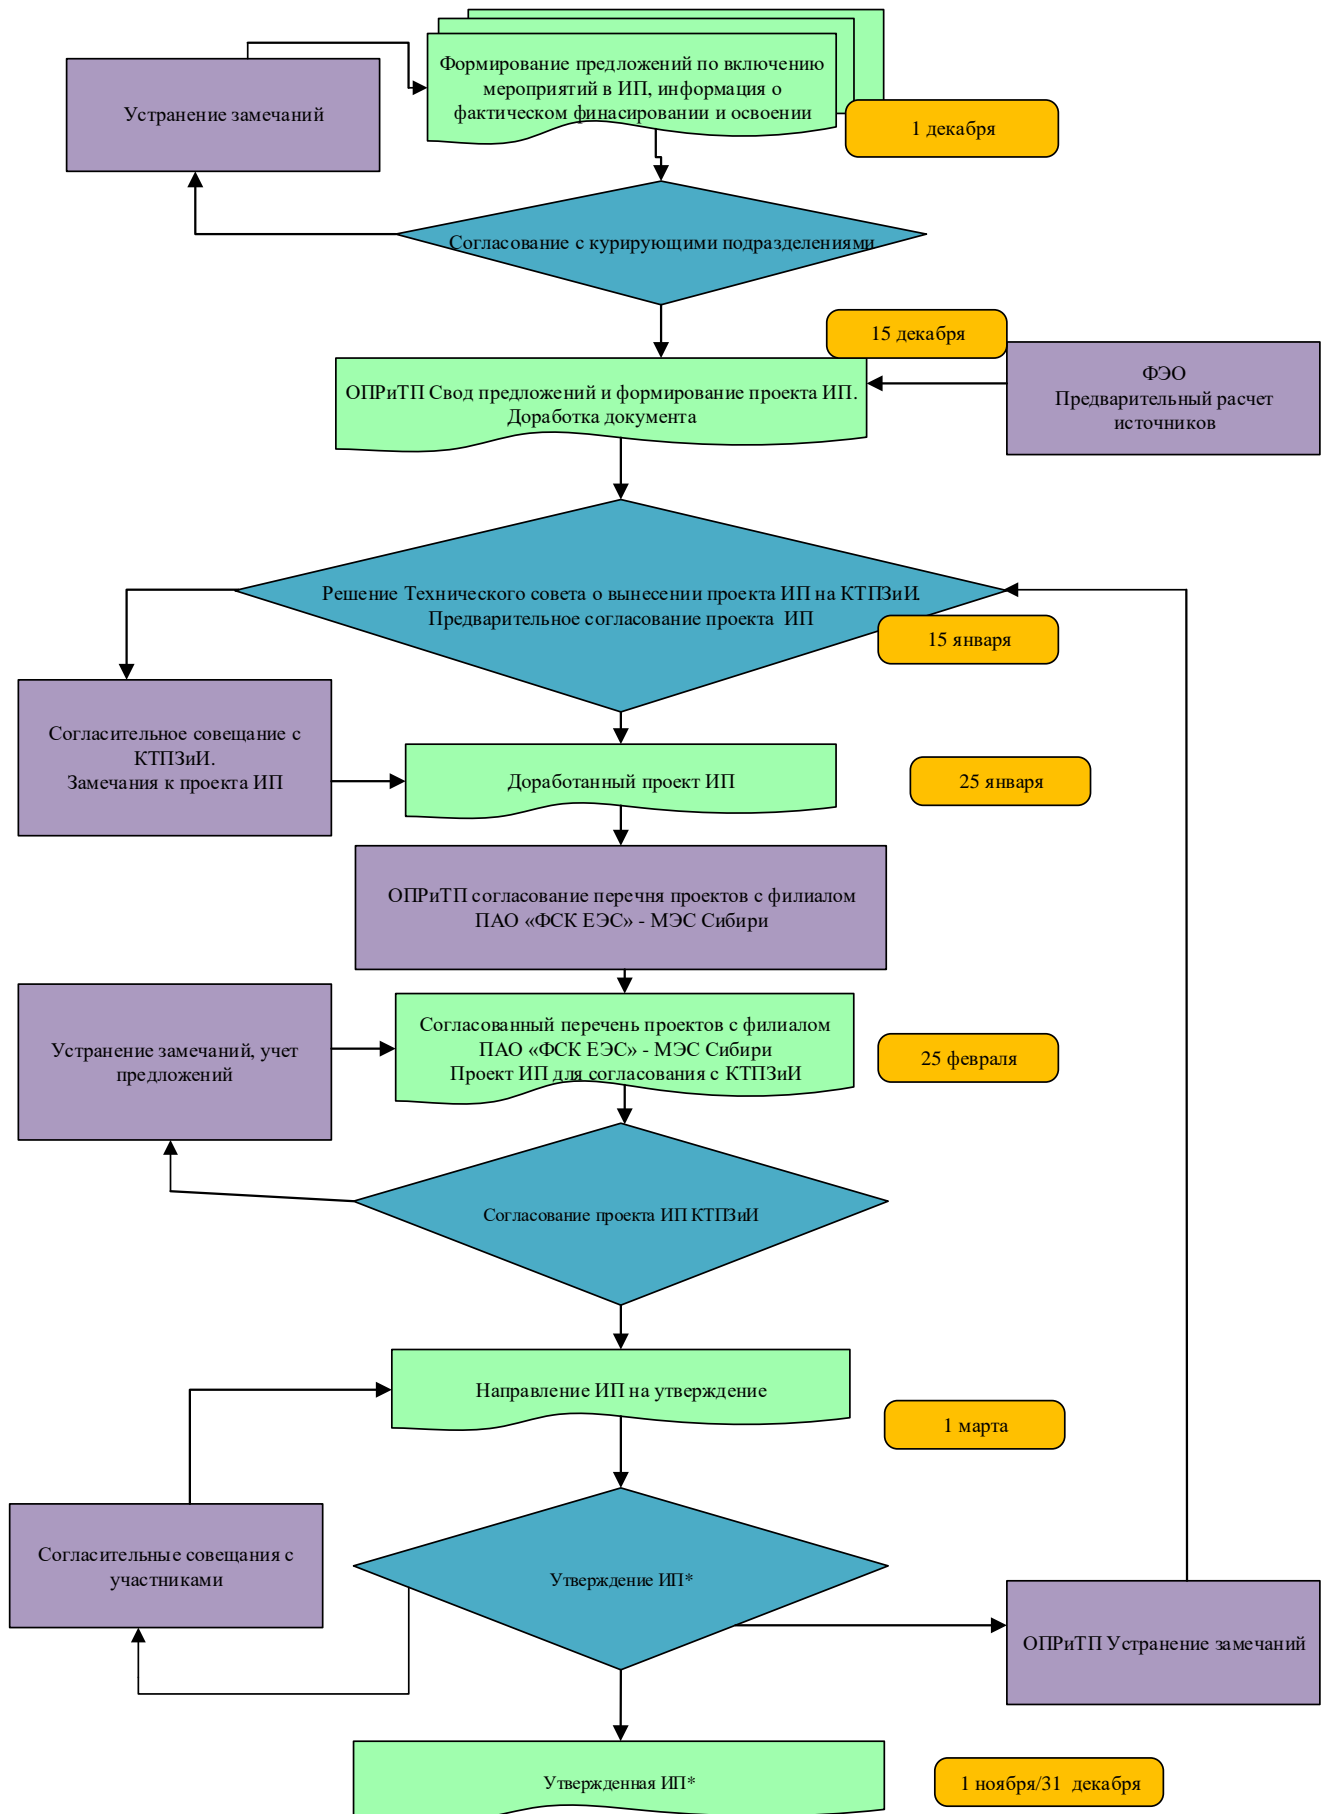 Формирование предложений по включению
мероприятий в ИП, информация о
фактическом финасировании и освоении
Устранение замечаний
1 декабря
Согласование с курирующими подразделениями
15 декабря
ОПРиТП Свод предложений и формирование проекта ИП.
Доработка документа
ФЭО
Предварительный расчет
источников
Решение Технического совета о вынесении проекта ИП на КТПЗиИ.
Предварительное согласование проекта ИП
15 января
Согласительное совещание с
КТПЗиИ.
Замечания к проекта ИП
Доработанный проект ИП
25 января
ОПРиТП согласование перечня проектов с филиалом
ПАО «ФСК ЕЭС» - МЭС Сибири
Устранение замечаний, учет
предложений
Согласованный перечень проектов с филиалом
ПАО «ФСК ЕЭС» - МЭС Сибири
Проект ИП для согласования с КТПЗиИ
25 февраля
Согласование проекта ИП КТПЗиИ
Направление ИП на утверждение
1 марта
Согласительные совещания с
участниками
Утверждение ИП*
ОПРиТП Устранение замечаний
Утвержденная ИП*
1 ноября/31 декабря